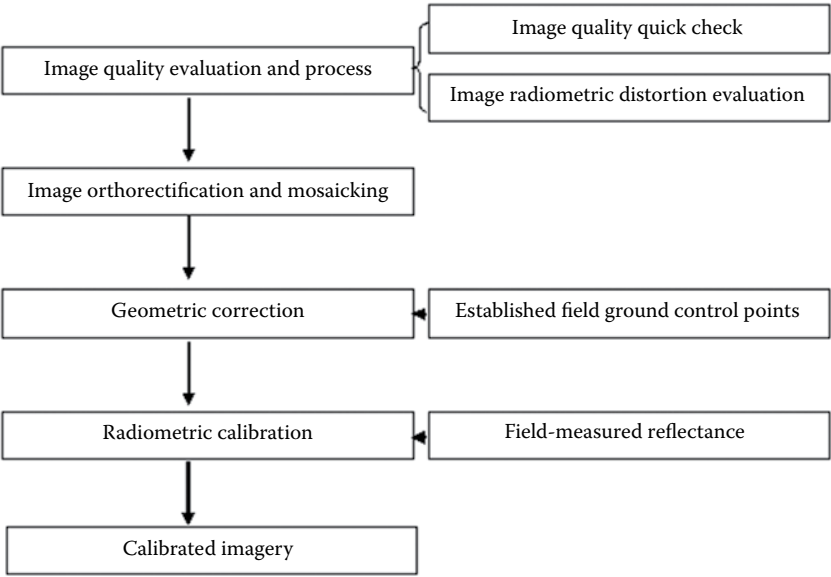 Image quality quick check
Image quality evaluation and process
Image radiometric distortion evaluation
Image orthorectification and mosaicking
Geometric correction
Established field ground control points
Radiometric calibration
Field-measured reflectance
Calibrated imagery